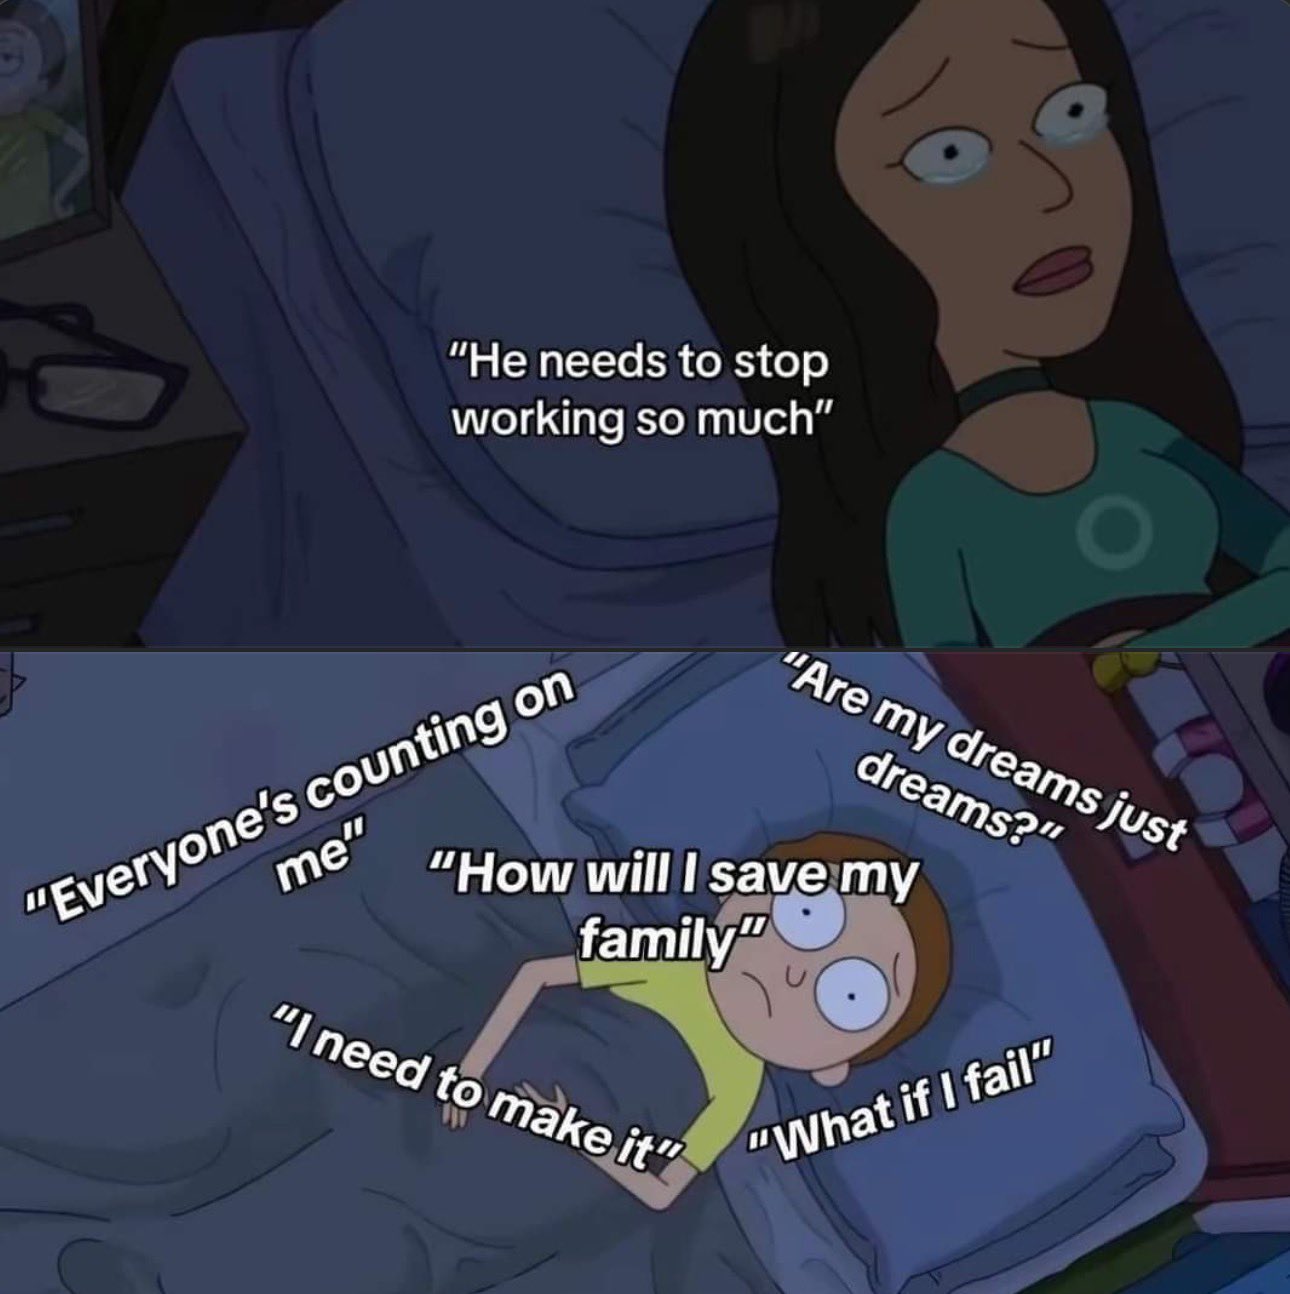 "He needs to stop
working so much"
"Everyone's counting on
me"
"Are my dreams just
dreams?"
"How will I save my
family"
"I need to make it"
"What if I fail"